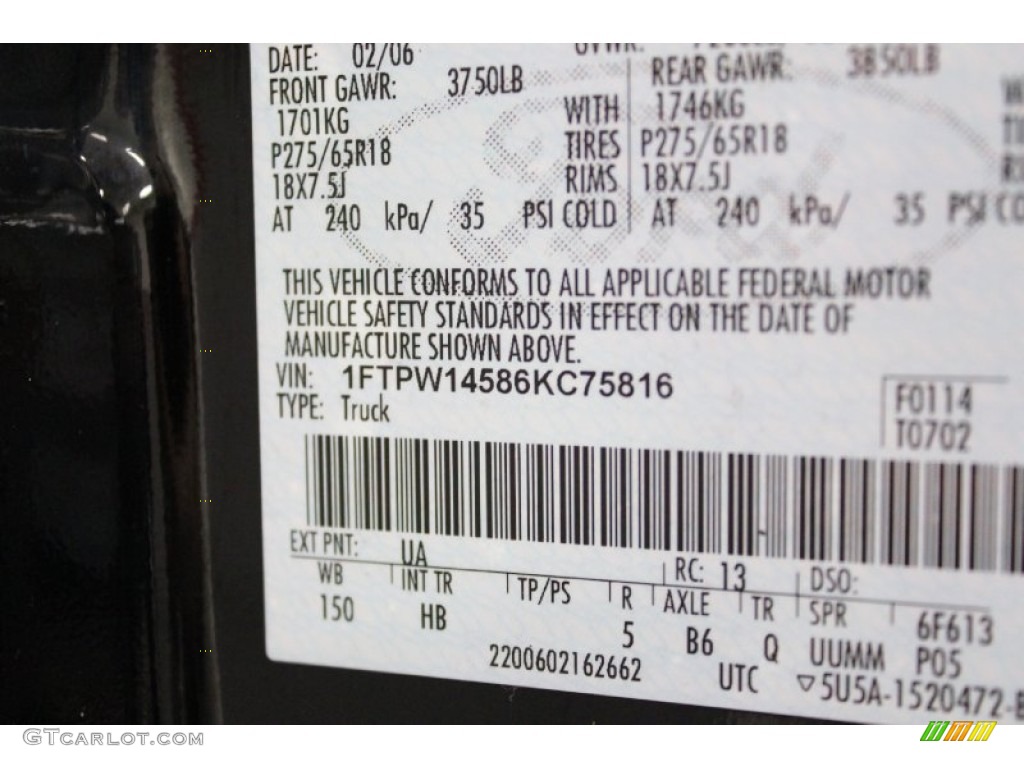 DATE: 02/06
FRONT GAWR: 3750LB REAR GAWR: 3850LB
1701KG WITH 1746KG
P275/65R18 TIRES P275/65R18
18X7.5J RIMS 18X7.5J
AT 240 kPa/ 35 PSI COLD AT 240 kPa/ 35 PSI
THIS VEHICLE CONFORMS TO ALL APPLICABLE FEDERAL MOTOR
VEHICLE SAFETY STANDARDS IN EFFECT ON THE DATE OF
MANUFACTURE SHOWN ABOVE.
VIN: 1FTPW14586KC75816
TYPE: Truck
F0114
T0702
EXT PNT: UA RC: 13 DSO:
WB INT TR TP/PS R AXLE TR SPR 6F613
150 HB 5 B6 Q UUMM P05
2200602162662 UTC ▽5U5A-1520472-
GTCarlot.com